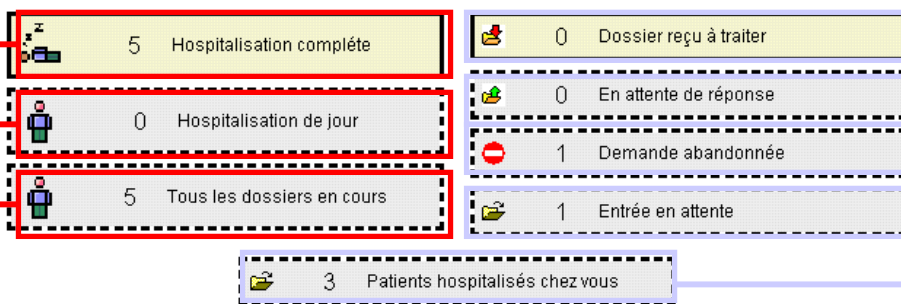 5 Hospitalisation compléte
0 Hospitalisation de jour
5 Tous les dossiers en cours
0 Dossier reçu à traiter
0 En attente de réponse
1 Demande abandonnée
1 Entrée en attente
3 Patients hospitalisés chez vous